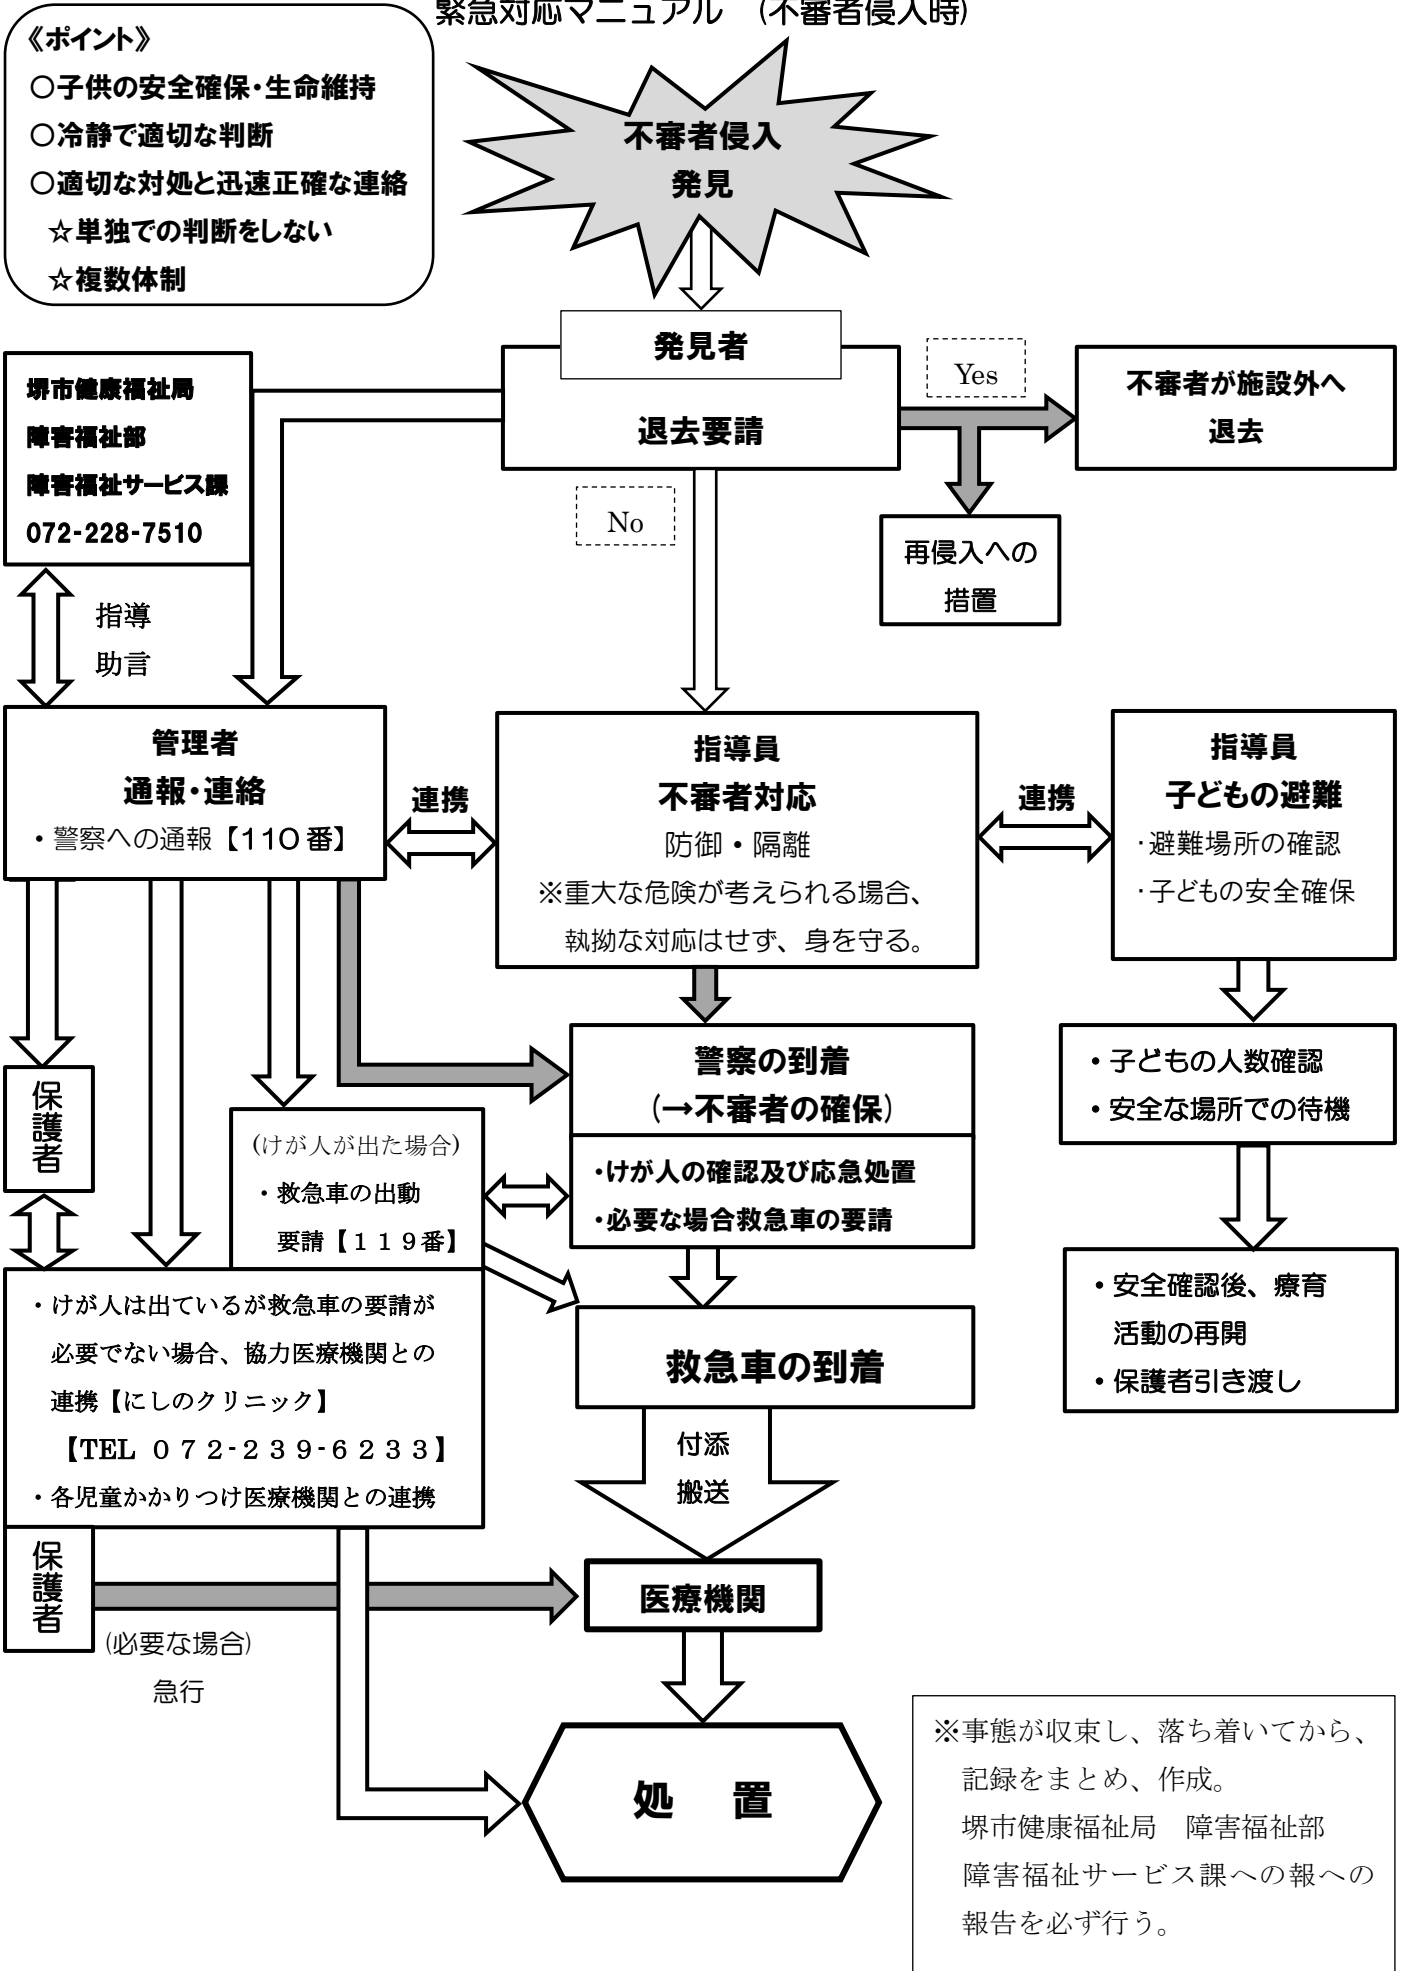 緊急対応マニュアル (不審者侵入時)
《ポイント》
○子供の安全確保・生命維持
○冷静で適切な判断
○適切な対処と迅速正確な連絡
☆単独での判断をしない
☆複数体制
不審者侵入
発見
発見者
退去要請
Yes
不審者が施設外へ
退去
No
再侵入への
措置
堺市健康福祉局
障害福祉部
障害福祉サービス課
072-228-7510
指導
助言
管理者
通報・連絡
・警察への通報【110番】
連携
指導員
不審者対応
防御・隔離
※重大な危険が考えられる場合、
執拗な対応はせず、身を守る。
連携
指導員
子どもの避難
・避難場所の確認
・子どもの安全確保
警察の到着
(→不審者の確保)
・けが人の確認及び応急処置
・必要な場合救急車の要請
・子どもの人数確認
・安全な場所での待機
保護者
(けが人が出た場合)
・救急車の出動
要請【119番】
・けが人は出ているが救急車の要請が
必要でない場合、協力医療機関との
連携【にしのクリニック】
【TEL 072-239-6233】
・各児童かかりつけ医療機関との連携
救急車の到着
・安全確認後、療育
活動の再開
・保護者引き渡し
付添
搬送
保護者
(必要な場合)
急行
医療機関
処 置
※事態が収束し、落ち着いてから、
記録をまとめ、作成。
堺市健康福祉局 障害福祉部
障害福祉サービス課への報への
報告を必ず行う。